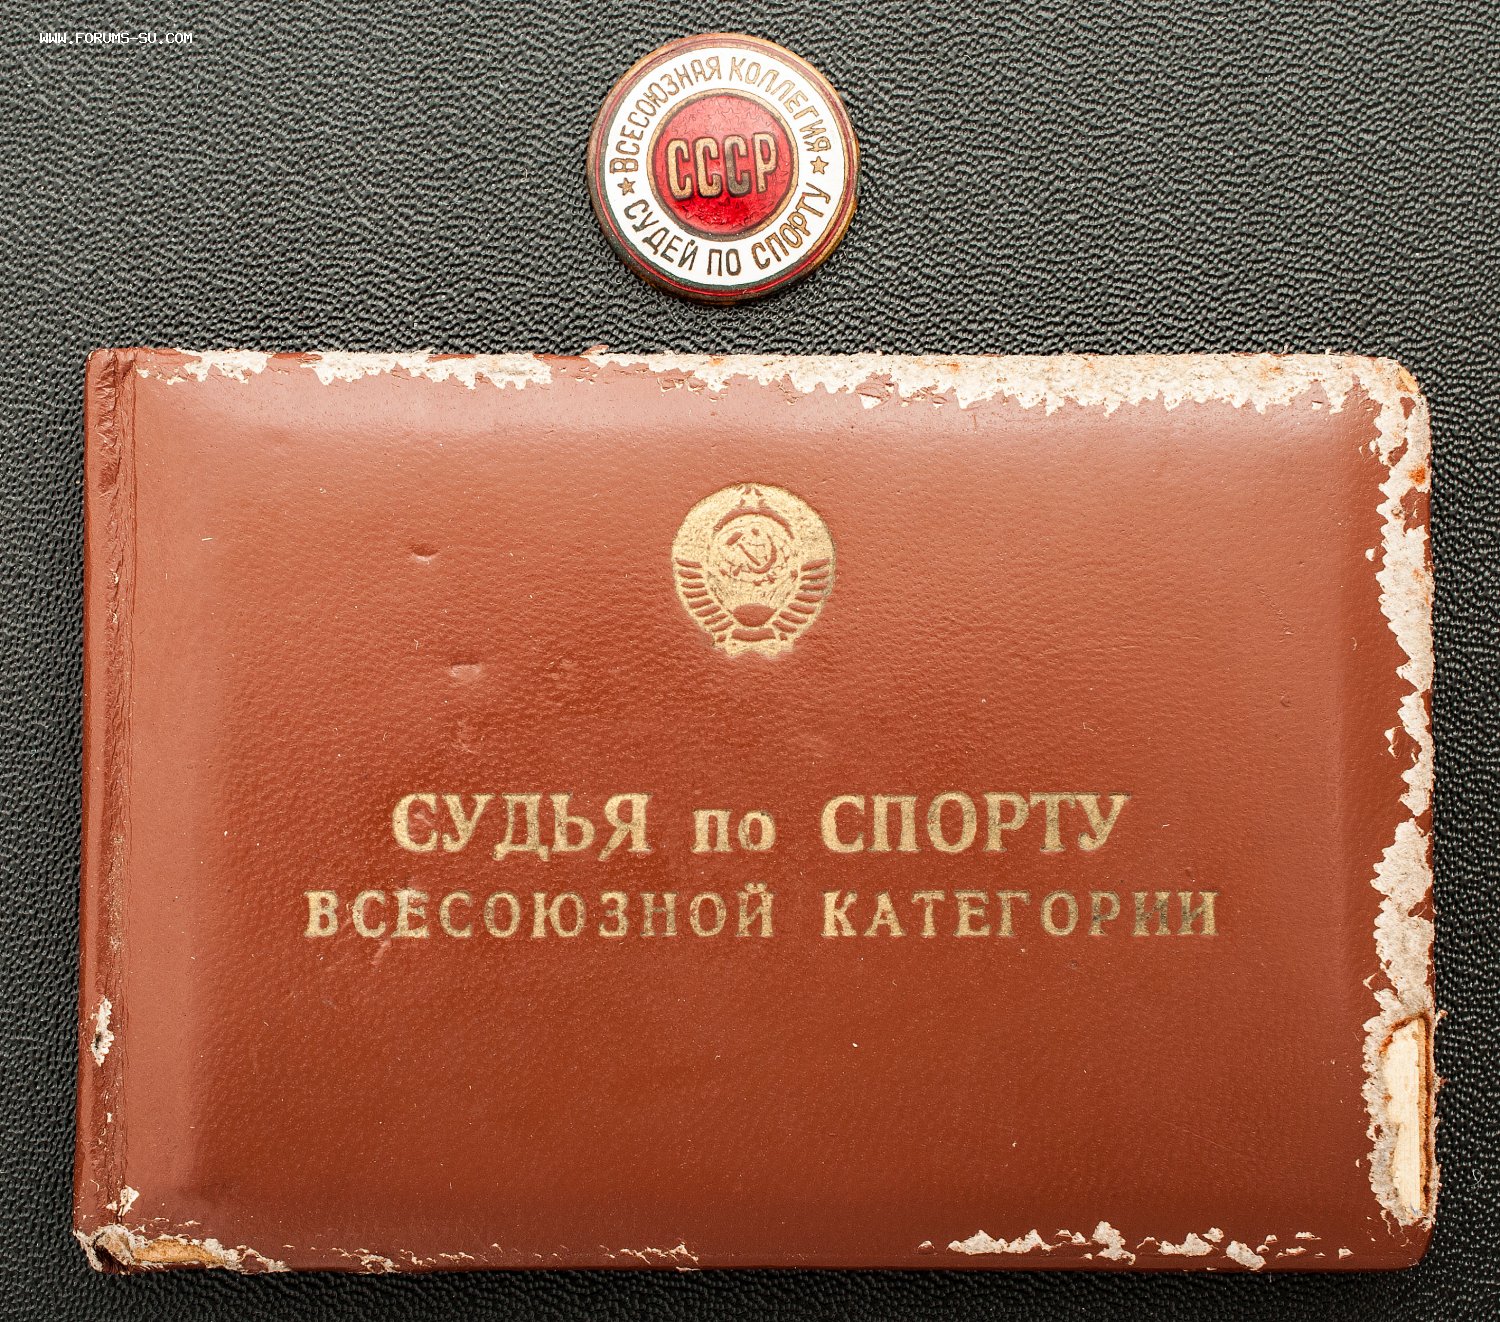 WWW.FORUMS-SU.COM
ВСЕСОЮЗНАЯ КОЛЛЕГИЯ
СССР
СУДЕЙ ПО СПОРТУ
СУДЬЯ по СПОРТУ
ВСЕСОЮЗНОЙ КАТЕГОРИИ